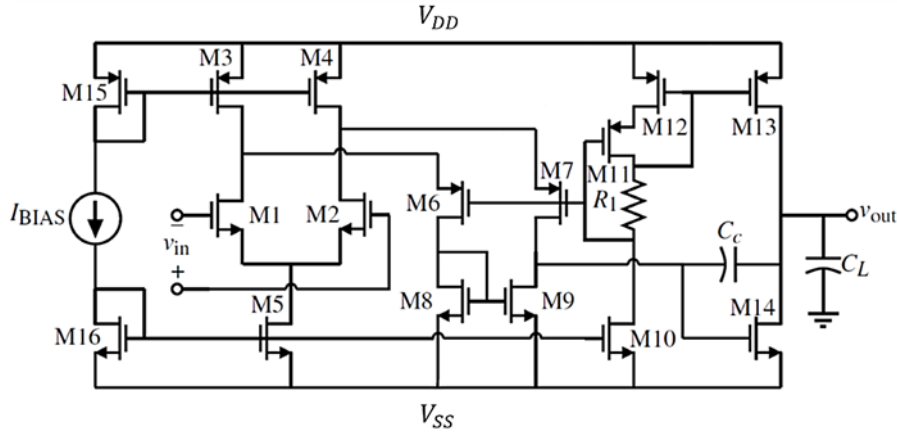 V_DD
M3
M4
M15
M12
M13
M11
M7
M6
R_1
I_BIAS
M1
M2
−
v_in
+
v_out
C_c
C_L
M5
M8
M9
M14
M16
M10
V_SS